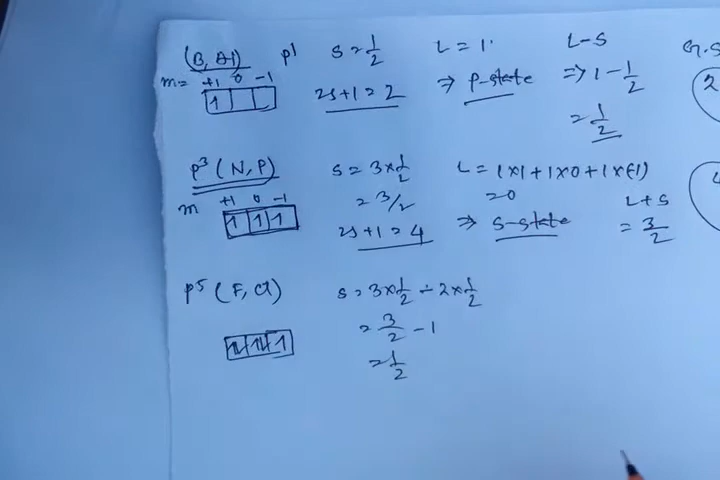 (B, Al) p¹ s = 1/2 L = 1. L-S G.S
m = +1 0 -1 2s+1 = 2 ⇒ p-state ⇒ 1 - 1/2 2
1
= 1/2
p³ (N, P) s = 3×1/2 L = 1×1+1×0+1×(-1)
m +1 0 -1 = 3/2 = 0 L+S
1 1 1 2s+1 = 4 ⇒ s-state = 3/2
p⁵ (F, Cl) s = 3×1/2 - 2×1/2
= 3/2 - 1
1l 1l 1
= 1/2